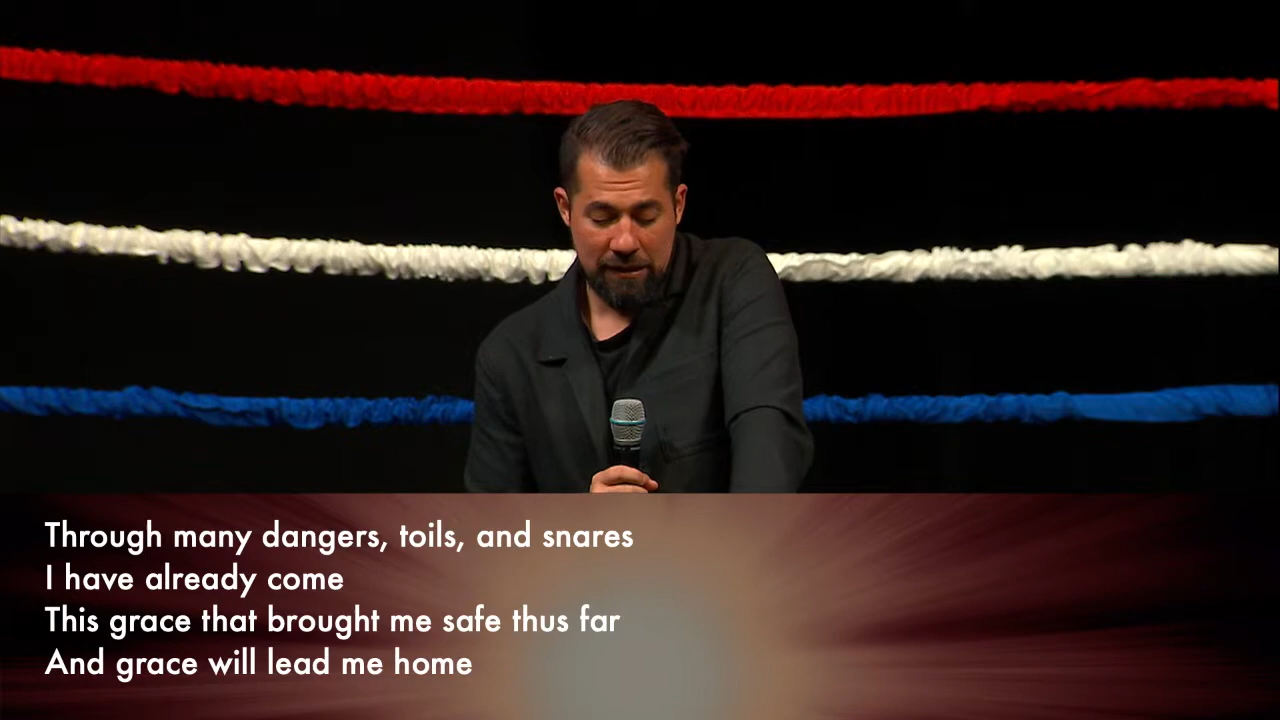 Through many dangers, toils, and snares
I have already come
This grace that brought me safe thus far
And grace will lead me home